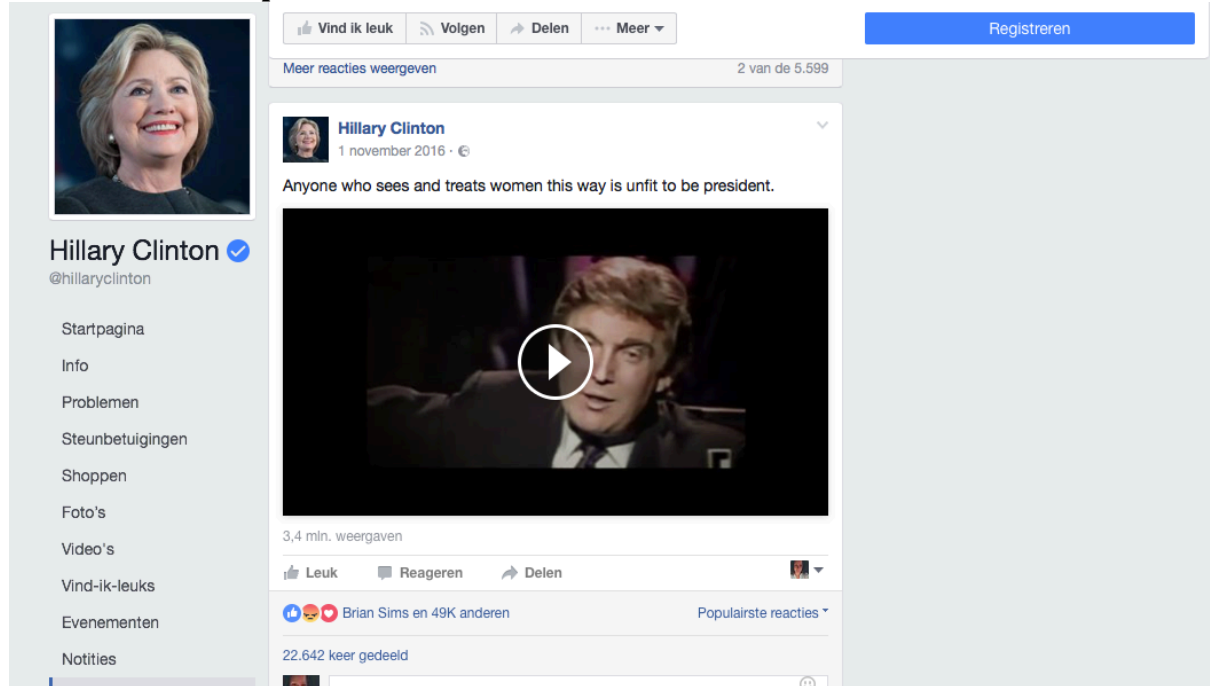 Vind ik leuk
Volgen
Delen
Meer
Registreren
Hillary Clinton
@hillaryclinton
Startpagina
Info
Problemen
Steunbetuigingen
Shoppen
Foto's
Video's
Vind-ik-leuks
Evenementen
Notities
Meer reacties weergeven
2 van de 5.599
Hillary Clinton
1 november 2016 ·
Anyone who sees and treats women this way is unfit to be president.
3,4 mln. weergaven
Leuk
Reageren
Delen
Brian Sims en 49K anderen
Populairste reacties
22.642 keer gedeeld